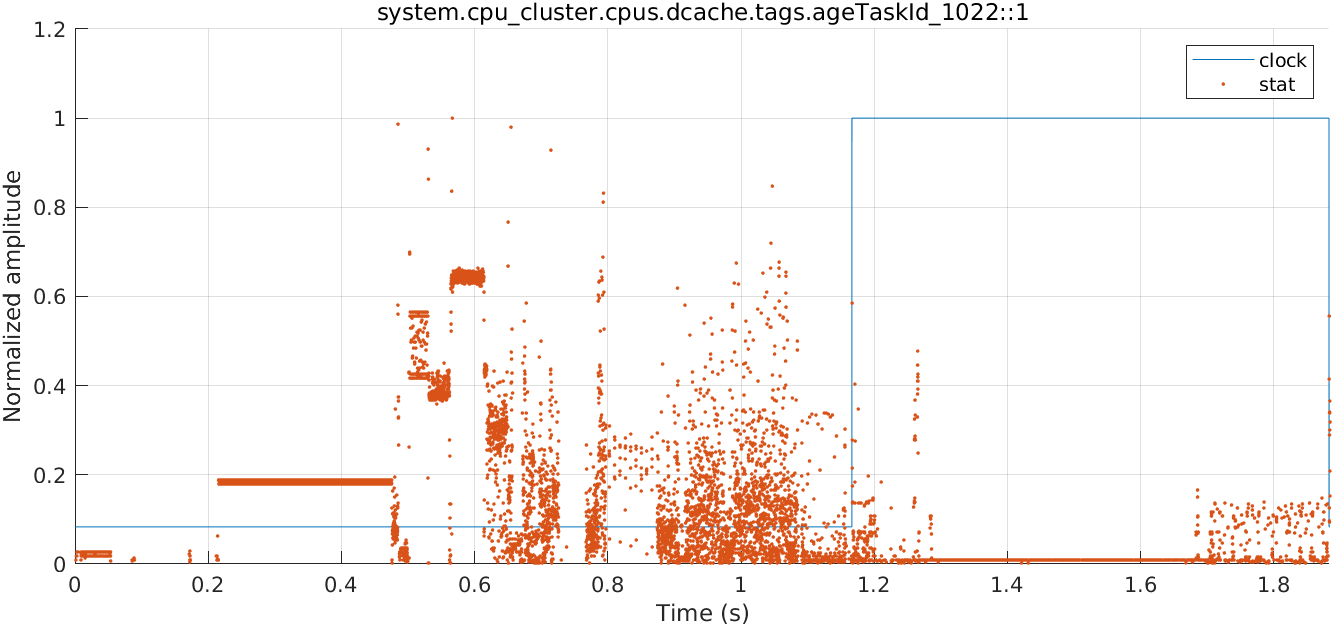 system.cpu_cluster.cpus.dcache.tags.ageTaskId_1022::1
1.2
1
0.8
0.6
0.4
0.2
0
Normalized amplitude
clock
stat
0 0.2 0.4 0.6 0.8 1 1.2 1.4 1.6 1.8
Time (s)